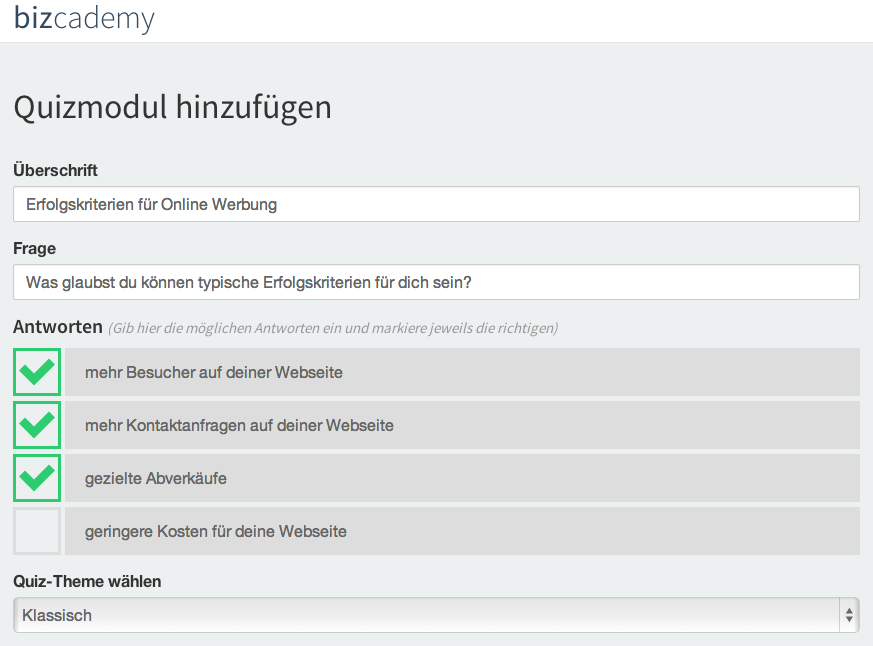 bizcademy
Quizmodul hinzufügen
Überschrift
Erfolgskriterien für Online Werbung
Frage
Was glaubst du können typische Erfolgskriterien für dich sein?
Antworten (Gib hier die möglichen Antworten ein und markiere jeweils die richtigen)
mehr Besucher auf deiner Webseite
mehr Kontaktanfragen auf deiner Webseite
gezielte Abverkäufe
geringere Kosten für deine Webseite
Quiz-Theme wählen
Klassisch